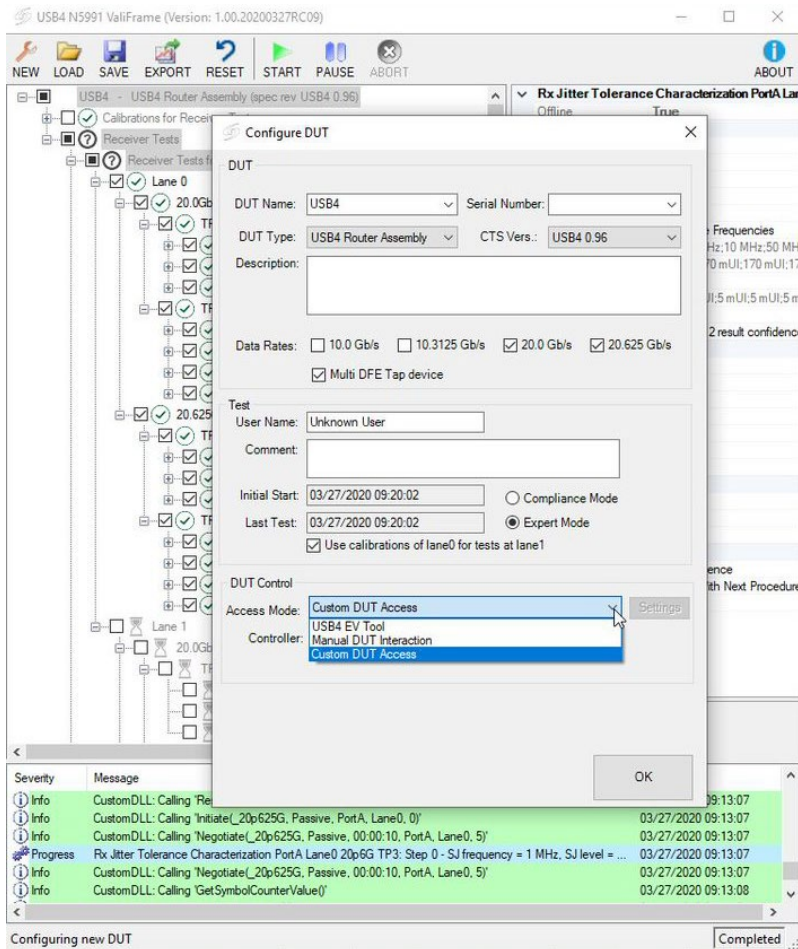 USB4 N5991 ValiFrame (Version: 1.00.20200327RC09)
NEW LOAD SAVE EXPORT RESET START PAUSE ABORT ABOUT
USB4 - USB4 Router Assembly (spec rev USB4 0.96)
Calibrations for
Receiver Tests
Receiver Tests
Lane 0
20.0Gb
20.625
Lane 1
20.0Gb
Rx Jitter Tolerance Characterization PortA
Offline True
Frequencies
Hz;10 MHz;50 MH
70 mUI;170 mUI;17
UI;5 mUI;5 mUI;5 m
2 result confidenc
ence
ith Next Procedure
Configure DUT
DUT
DUT Name: USB4 Serial Number:
DUT Type: USB4 Router Assembly CTS Vers.: USB4 0.96
Description:
Data Rates: 10.0 Gb/s 10.3125 Gb/s 20.0 Gb/s 20.625 Gb/s
Multi DFE Tap device
Test
User Name: Unknown User
Comment:
Initial Start: 03/27/2020 09:20:02 Compliance Mode
Last Test: 03/27/2020 09:20:02 Expert Mode
Use calibrations of lane0 for tests at lane1
DUT Control
Access Mode: Custom DUT Access Settings
USB4 EV Tool
Controller: Manual DUT Interaction
Custom DUT Access
OK
Severity Message
Info CustomDLL: Calling 'Re 09:13:07
Info CustomDLL: Calling 'Initiate(_20p625G, Passive, PortA, Lane0, 0)' 03/27/2020 09:13:07
Info CustomDLL: Calling 'Negotiate(_20p625G, Passive, 00:00:10, PortA, Lane0, 5)' 03/27/2020 09:13:07
Progress Rx Jitter Tolerance Characterization PortA Lane0 20p6G TP3: Step 0 - SJ frequency = 1 MHz, SJ level = ... 03/27/2020 09:13:07
Info CustomDLL: Calling 'Negotiate(_20p625G, Passive, 00:00:10, PortA, Lane0, 5)' 03/27/2020 09:13:07
Info CustomDLL: Calling 'GetSymbolCounterValue()' 03/27/2020 09:13:08
Configuring new DUT Completed